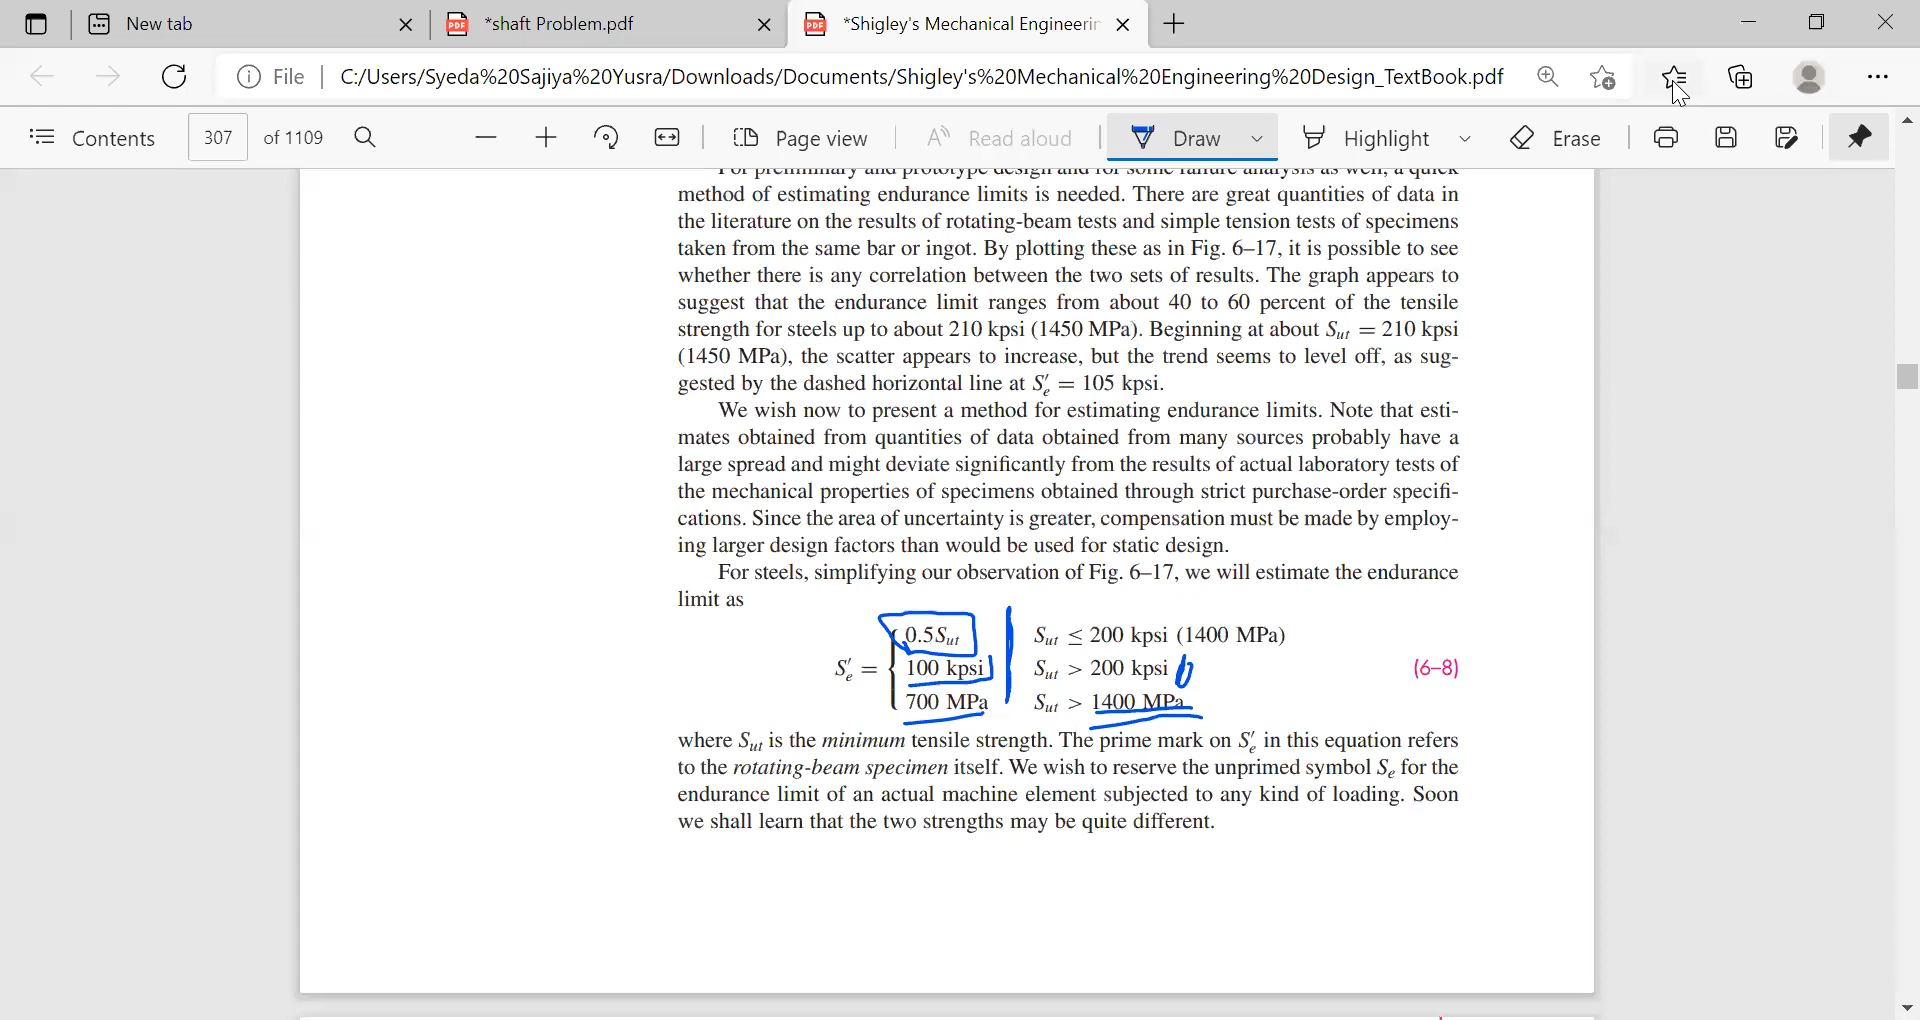 New tab
*shaft Problem.pdf
*Shigley's Mechanical Engineerin
File
C:/Users/Syeda%20Sajiya%20Yusra/Downloads/Documents/Shigley's%20Mechanical%20Engineering%20Design_TextBook.pdf
Contents
307
of 1109
Page view
Read aloud
Draw
Highlight
Erase
For preliminary and prototype design and for some failure analysis as well, a quick
method of estimating endurance limits is needed. There are great quantities of data in
the literature on the results of rotating-beam tests and simple tension tests of specimens
taken from the same bar or ingot. By plotting these as in Fig. 6–17, it is possible to see
whether there is any correlation between the two sets of results. The graph appears to
suggest that the endurance limit ranges from about 40 to 60 percent of the tensile
strength for steels up to about 210 kpsi (1450 MPa). Beginning at about Sut = 210 kpsi
(1450 MPa), the scatter appears to increase, but the trend seems to level off, as sug-
gested by the dashed horizontal line at S′e = 105 kpsi.
We wish now to present a method for estimating endurance limits. Note that esti-
mates obtained from quantities of data obtained from many sources probably have a
large spread and might deviate significantly from the results of actual laboratory tests of
the mechanical properties of specimens obtained through strict purchase-order specifi-
cations. Since the area of uncertainty is greater, compensation must be made by employ-
ing larger design factors than would be used for static design.
For steels, simplifying our observation of Fig. 6–17, we will estimate the endurance
limit as
0.5Sut Sut ≤ 200 kpsi (1400 MPa)
S′e = 100 kpsi Sut > 200 kpsi (6–8)
700 MPa Sut > 1400 MPa
where Sut is the minimum tensile strength. The prime mark on S′e in this equation refers
to the rotating-beam specimen itself. We wish to reserve the unprimed symbol Se for the
endurance limit of an actual machine element subjected to any kind of loading. Soon
we shall learn that the two strengths may be quite different.